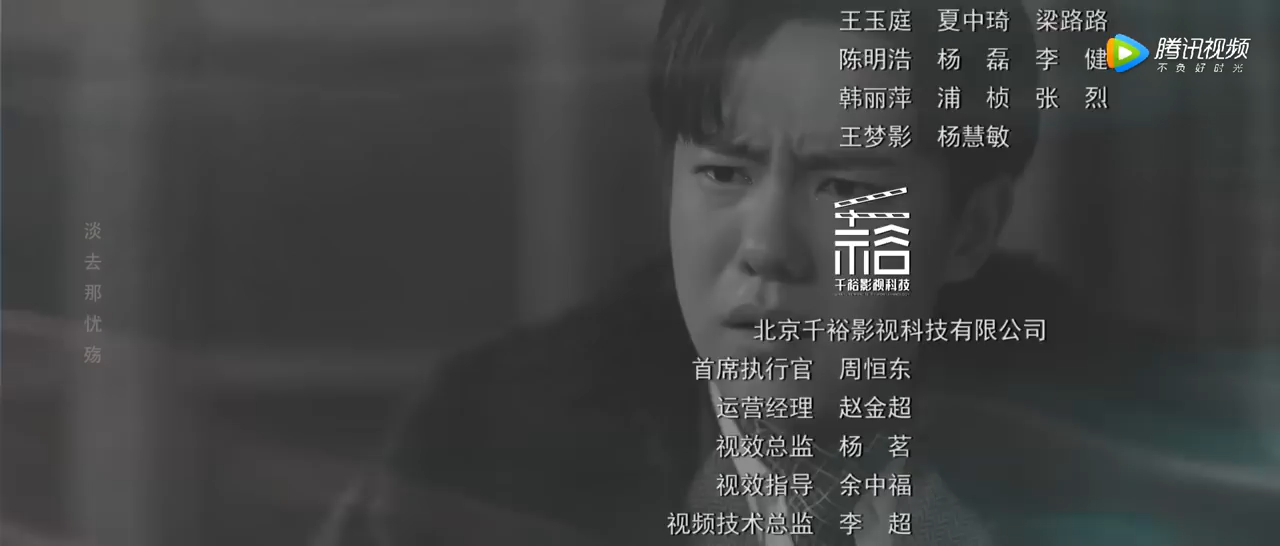 王玉庭 夏中琦 梁路路
陈明浩 杨磊 李健
韩丽萍 浦桢 张烈
王梦影 杨慧敏
腾讯视频
不负好时光
淡去那忧殇
千裕
千裕影视科技
北京千裕影视科技有限公司
首席执行官 周恒东
运营经理 赵金超
视效总监 杨茗
视效指导 余中福
视频技术总监 李超